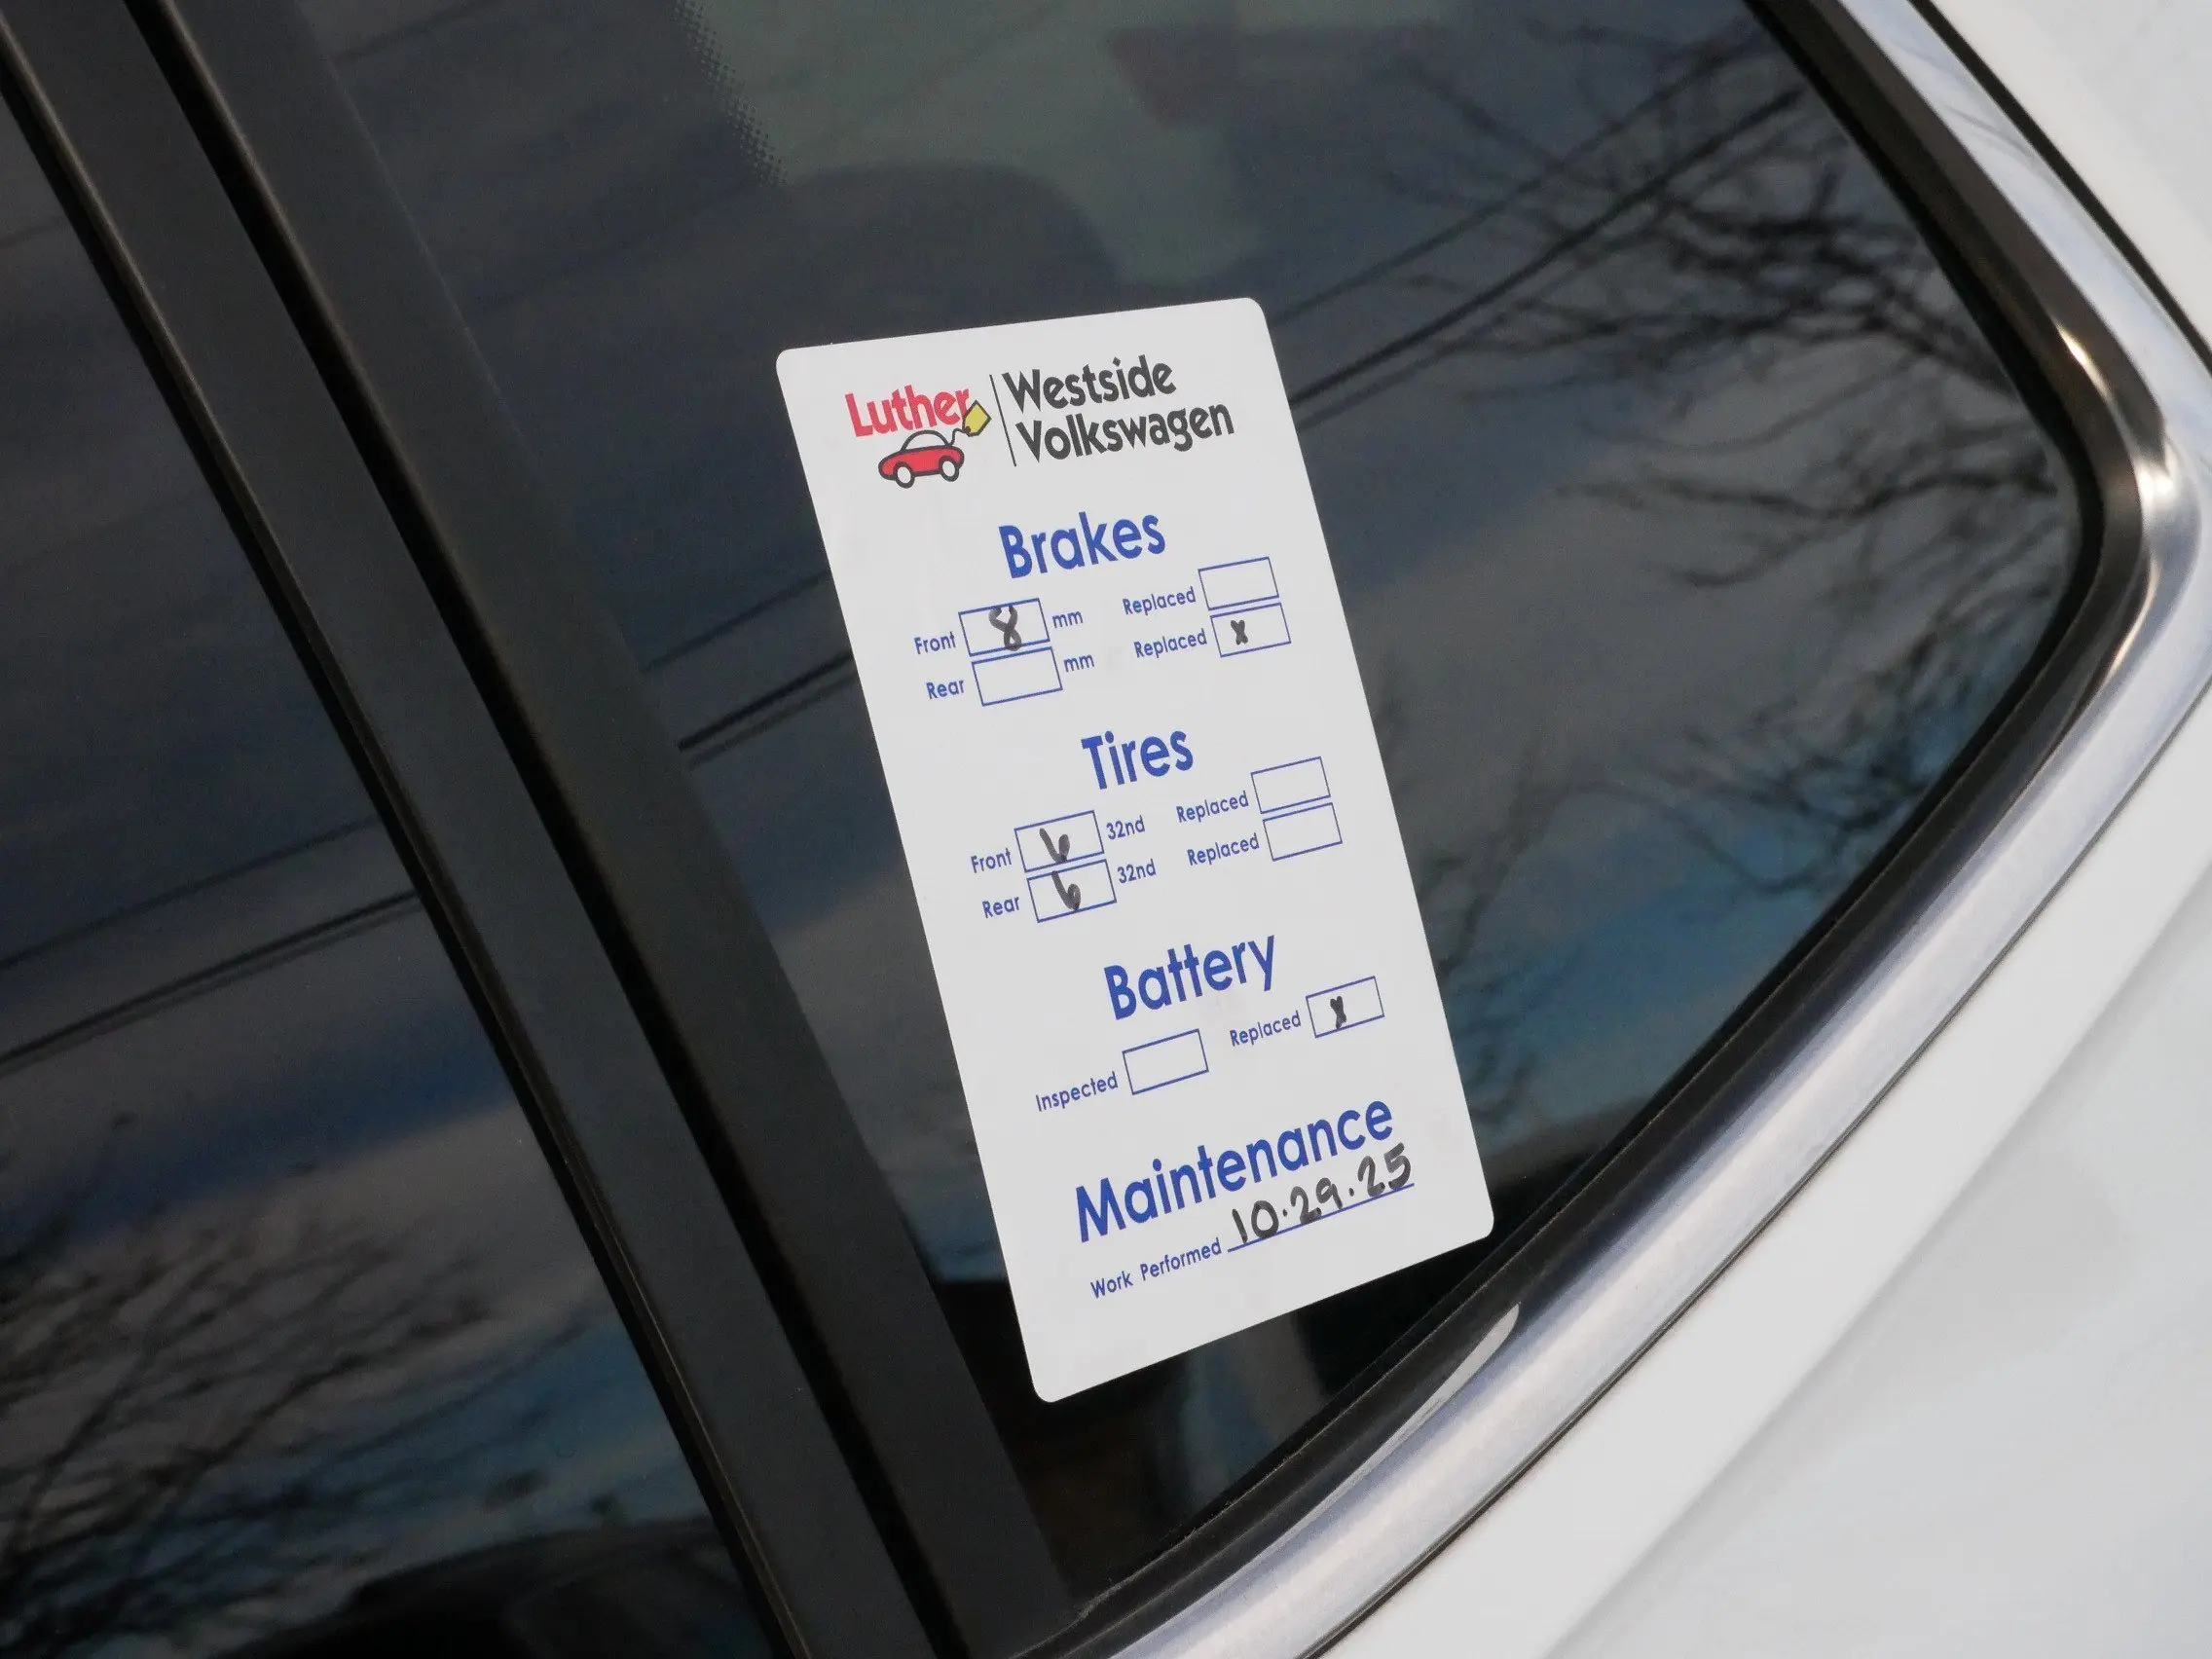 Luther Westside
Volkswagen
Brakes
Front 8 mm Replaced
Rear mm Replaced x
Tires
Front 6 32nd Replaced
Rear 6 32nd Replaced
Battery
Inspected Replaced x
Maintenance
Work Performed 10.29.25